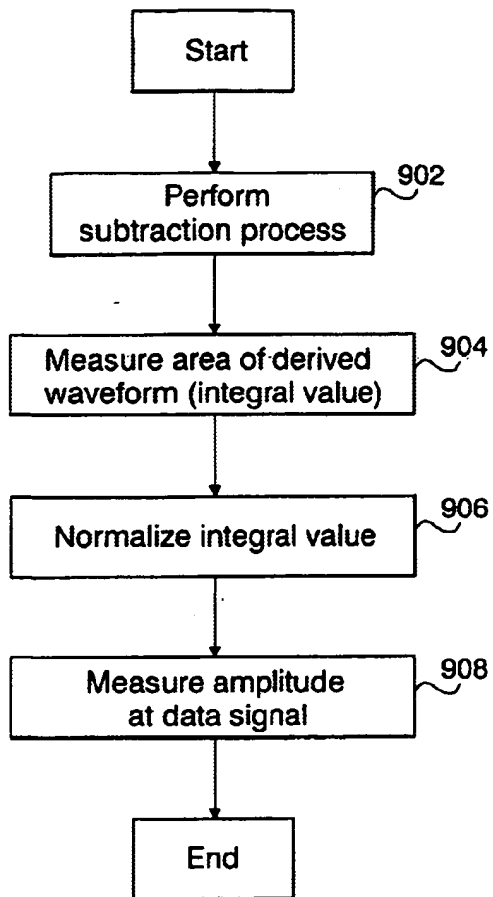 Start
902
Perform
subtraction process
904
Measure area of derived
waveform (integral value)
906
Normalize integral value
908
Measure amplitude
at data signal
End